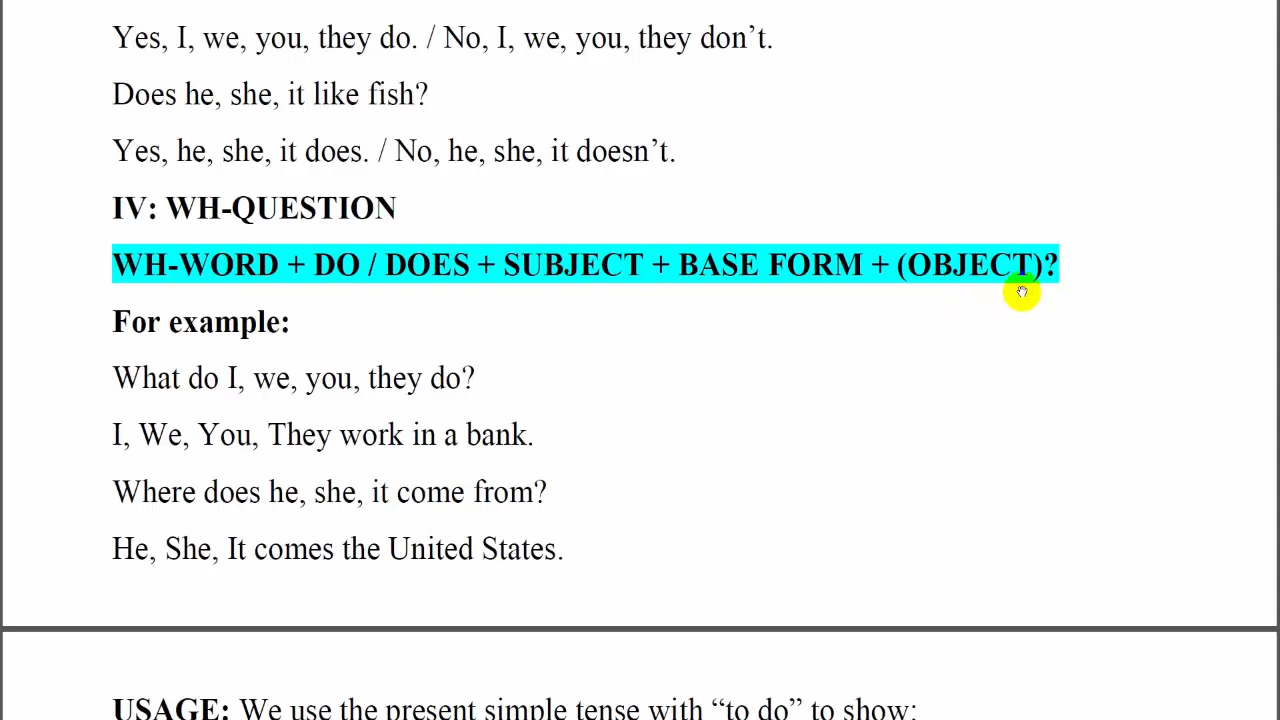 Yes, I, we, you, they do. / No, I, we, you, they don’t.
Does he, she, it like fish?
Yes, he, she, it does. / No, he, she, it doesn’t.
IV: WH-QUESTION
WH-WORD + DO / DOES + SUBJECT + BASE FORM + (OBJECT)?
For example:
What do I, we, you, they do?
I, We, You, They work in a bank.
Where does he, she, it come from?
He, She, It comes the United States.
USAGE: We use the present simple tense with “to do” to show: